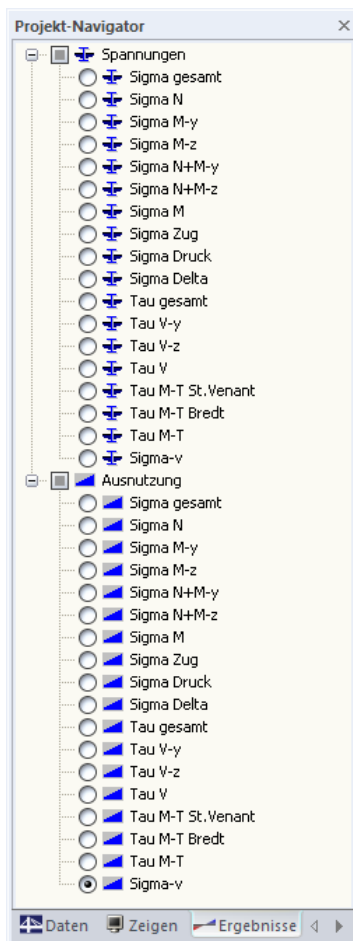 Projekt-Navigator
Spannungen
Sigma gesamt
Sigma N
Sigma M-y
Sigma M-z
Sigma N+M-y
Sigma N+M-z
Sigma M
Sigma Zug
Sigma Druck
Sigma Delta
Tau gesamt
Tau V-y
Tau V-z
Tau V
Tau M-T St.Venant
Tau M-T Bredt
Tau M-T
Sigma-v
Ausnutzung
Sigma gesamt
Sigma N
Sigma M-y
Sigma M-z
Sigma N+M-y
Sigma N+M-z
Sigma M
Sigma Zug
Sigma Druck
Sigma Delta
Tau gesamt
Tau V-y
Tau V-z
Tau V
Tau M-T St.Venant
Tau M-T Bredt
Tau M-T
Sigma-v
Daten Zeigen Ergebnisse